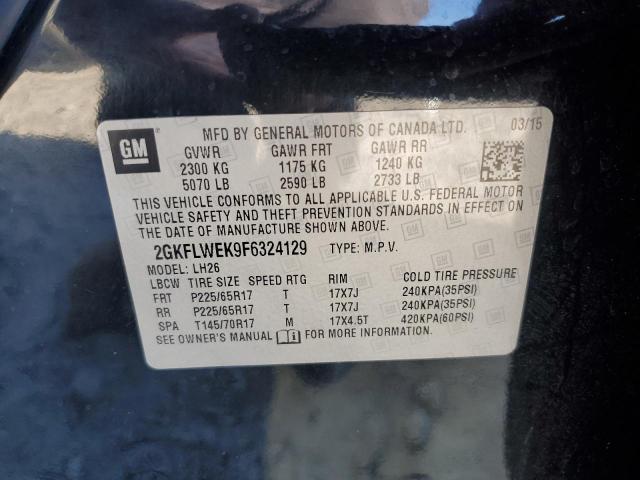 GM
MFD BY GENERAL MOTORS OF CANADA LTD. 03/15
GVWR GAWR FRT GAWR RR
2300 KG 1175 KG 1240 KG
5070 LB 2590 LB 2733 LB
THIS VEHICLE CONFORMS TO ALL APPLICABLE U.S. FEDERAL MOTOR
VEHICLE SAFETY AND THEFT PREVENTION STANDARDS IN EFFECT ON
THE DATE OF MANUFACTURE SHOWN ABOVE.
2GKFLWEK9F6324129 TYPE: M.P.V.
MODEL: LH26
LBCW TIRE SIZE SPEED RTG RIM COLD TIRE PRESSURE
FRT P225/65R17 T 17X7J 240KPA(35PSI)
RR P225/65R17 T 17X7J 240KPA(35PSI)
SPA T145/70R17 M 17X4.5T 420KPA(60PSI)
SEE OWNER'S MANUAL FOR MORE INFORMATION